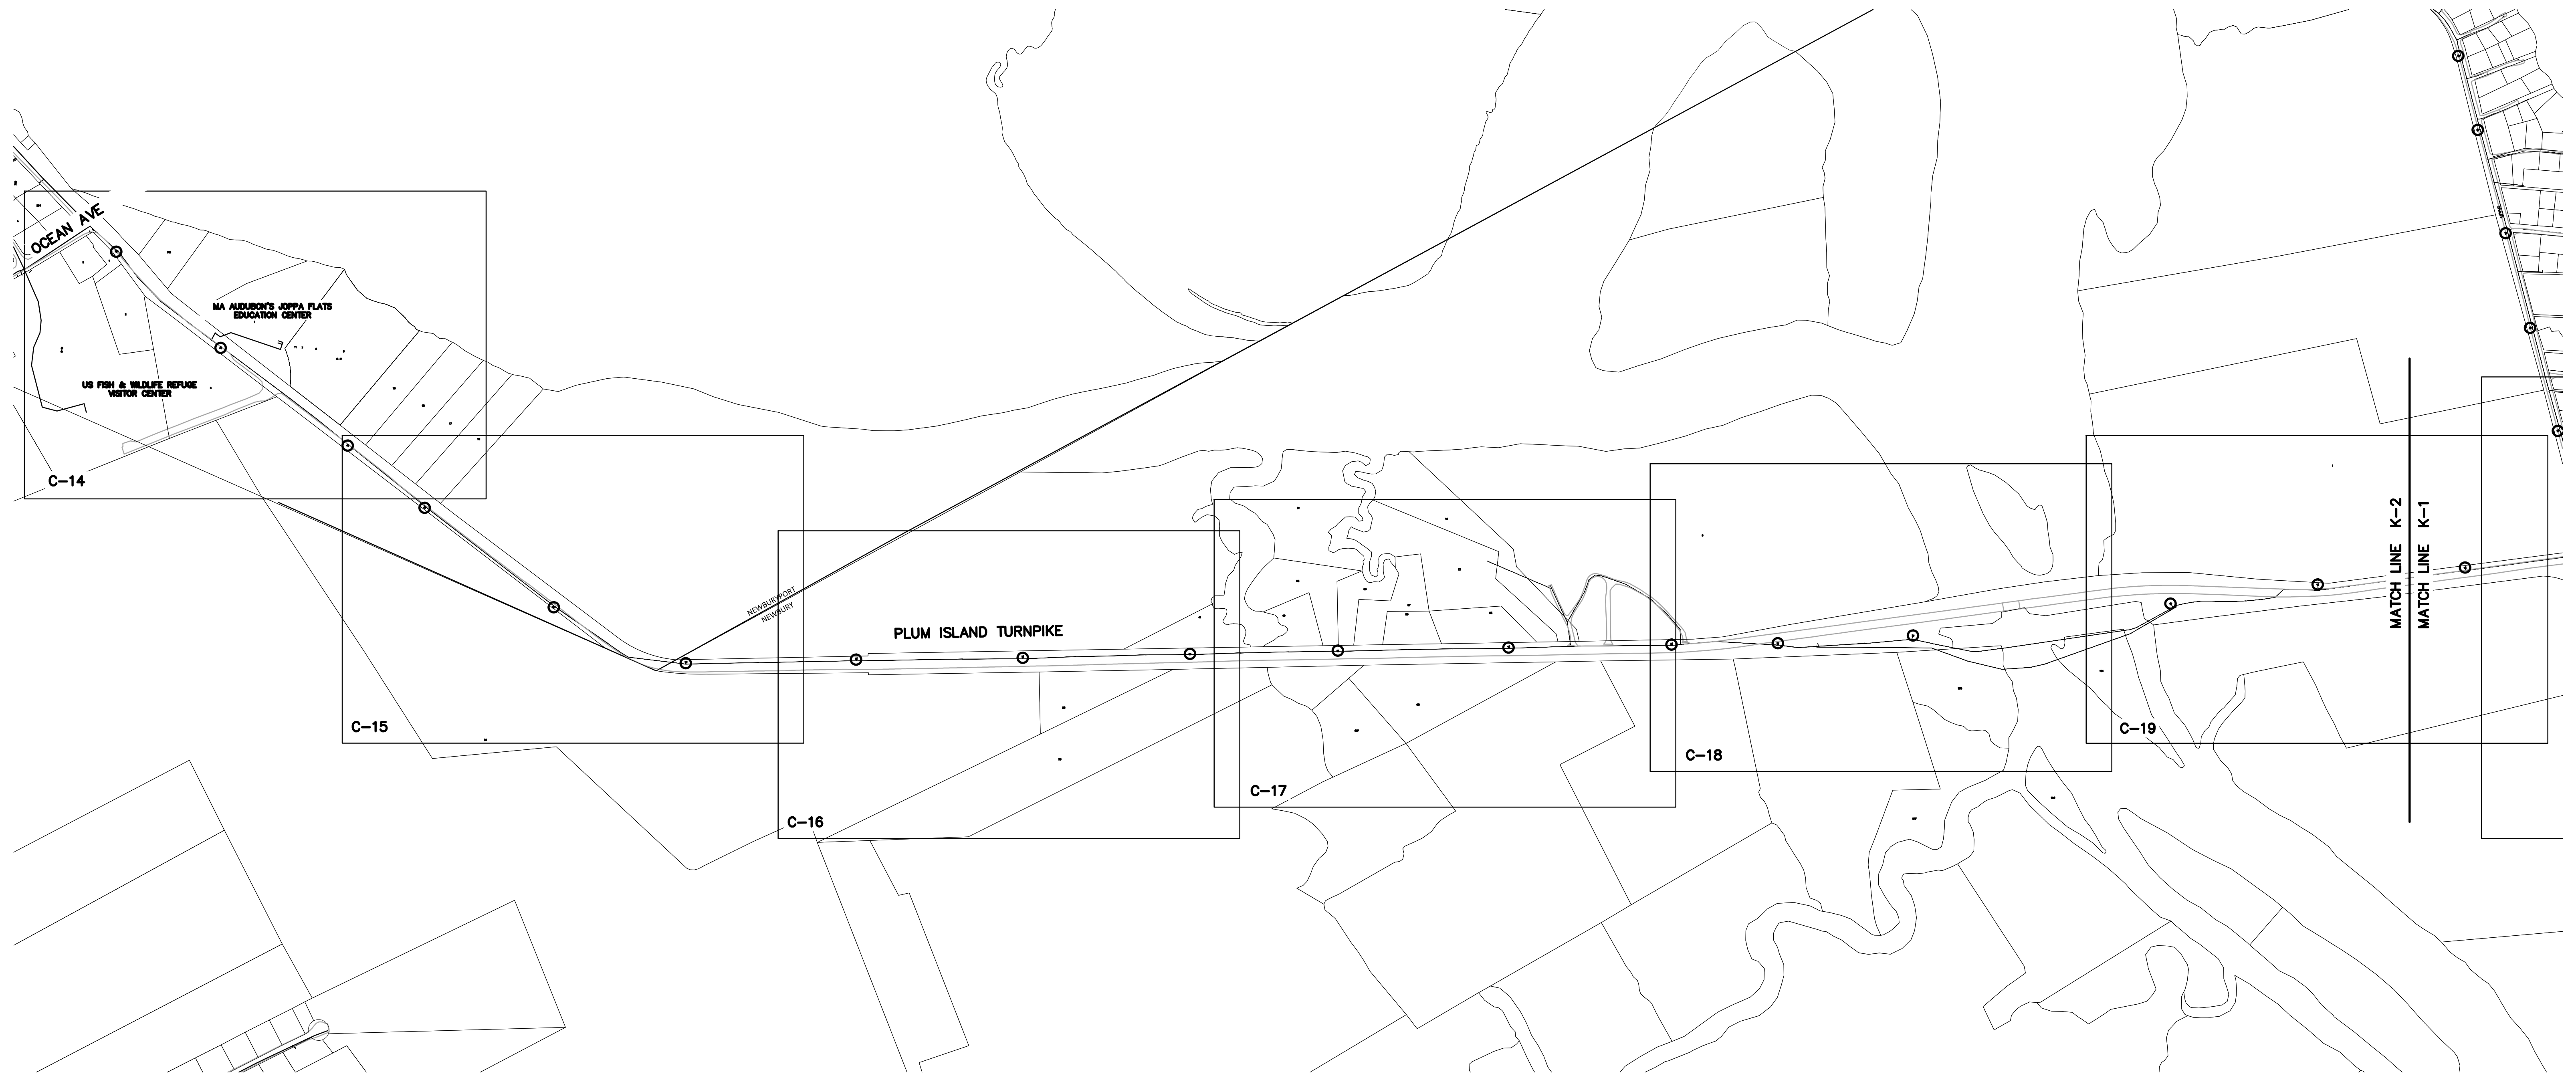 OCEAN AVE
MA AUDUBON'S JOPPA FLATS
EDUCATION CENTER
US FISH & WILDLIFE REFUGE
VISITOR CENTER
C-14
C-15
NEWBURYPORT
NEWBURY
PLUM ISLAND TURNPIKE
C-16
C-17
C-18
C-19
MATCH LINE K-2
MATCH LINE K-1